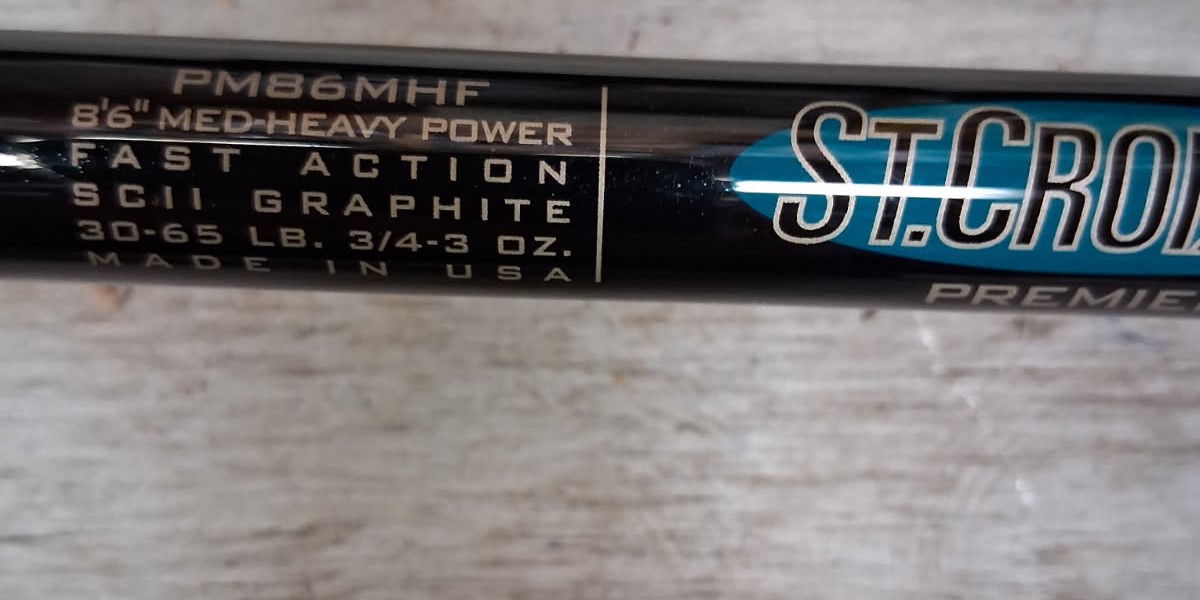 PM86MHF
8'6" MED-HEAVY POWER
FAST ACTION
SCII GRAPHITE
30-65 LB. 3/4-3 OZ.
MADE IN USA
ST.CROI
PREMIE